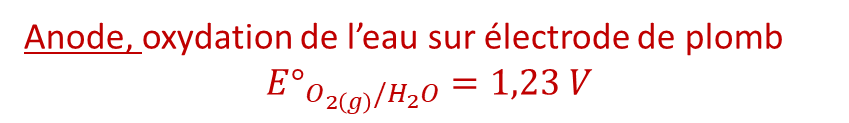 Anode, oxydation de l’eau sur électrode de plomb
E°O₂(g)/H₂O = 1,23 V